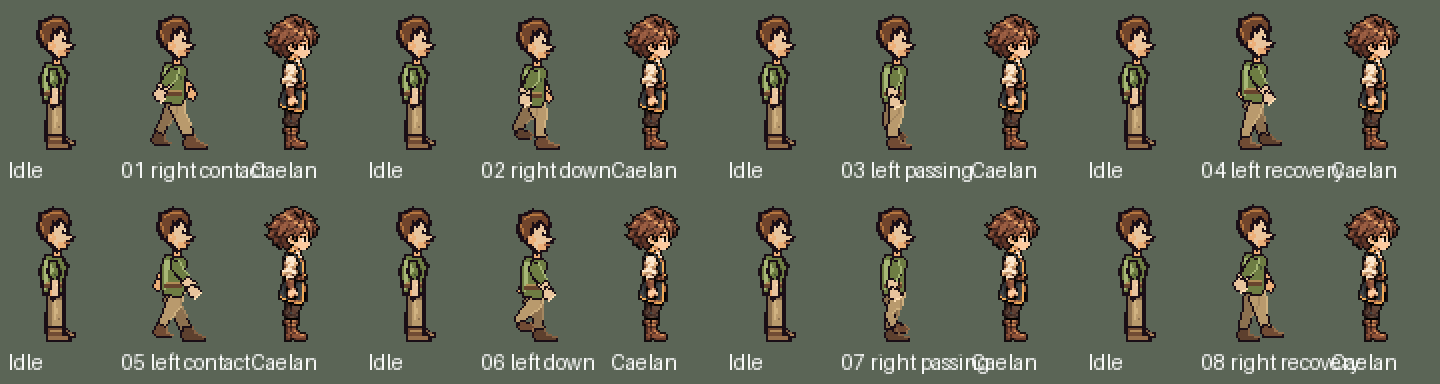 Idle 01 right contact Caelan Idle 02 right down Caelan Idle 03 left passing Caelan Idle 04 left recovery Caelan
Idle 05 left contact Caelan Idle 06 left down Caelan Idle 07 right passing Caelan Idle 08 right recovery Caelan